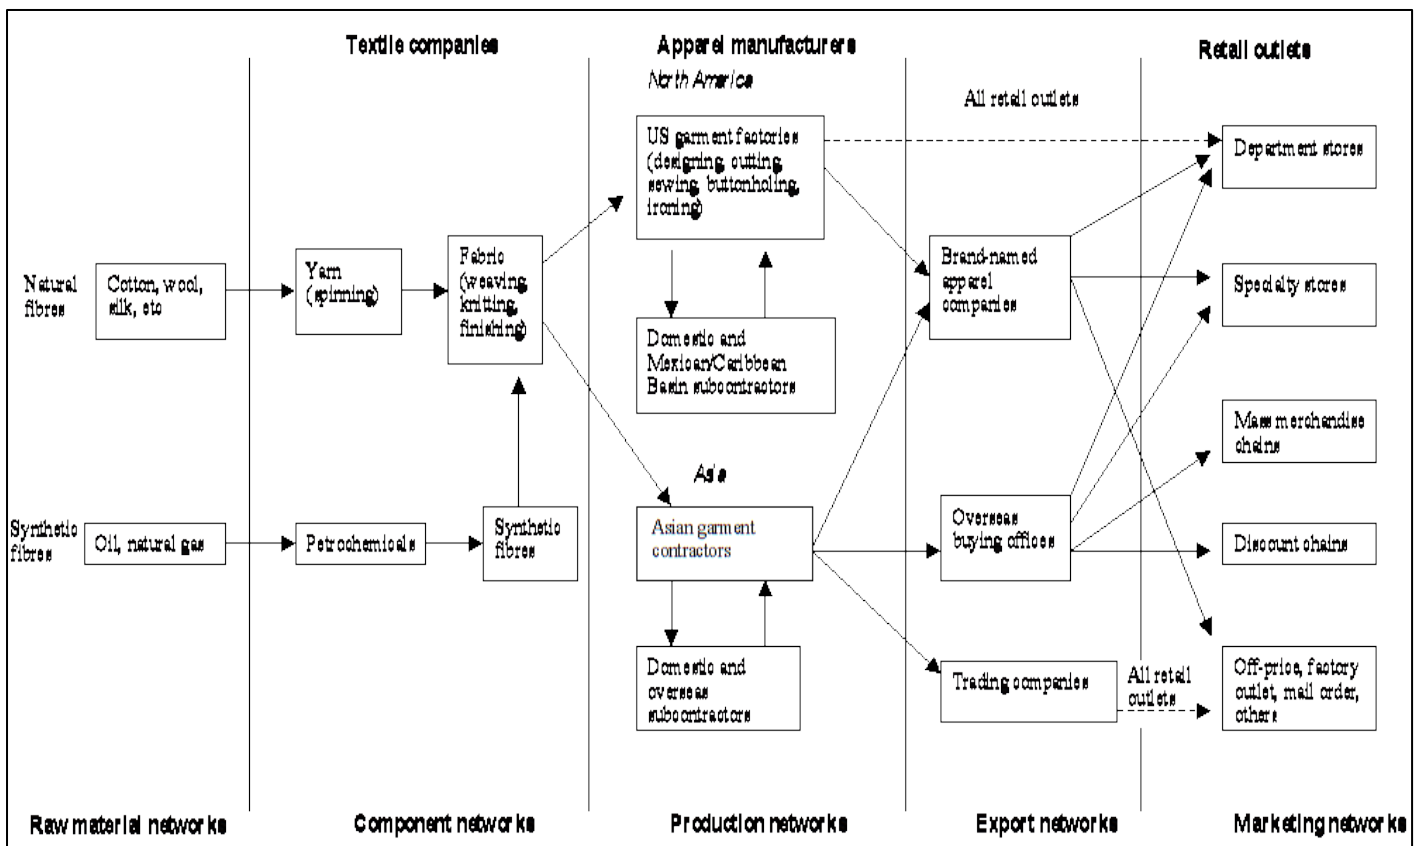 Textile companies
Apparel manufacturers
Retail outlets
North America
All retail outlets
US garment factories
(designing, cutting,
sewing, buttonholing,
ironing)
Department stores
Natural
fibres
Cotton, wool,
silk, etc
Yarn
(spinning)
Fabric
(weaving,
knitting,
finishing)
Brand-named
apparel
companies
Specialty stores
Domestic and
Mexican/Caribbean
Basin subcontractors
Mass merchandise
chains
Asia
Synthetic
fibres
Oil, natural gas
Petrochemicals
Synthetic
fibres
Asian garment
contractors
Overseas
buying offices
Discount chains
Domestic and
overseas
subcontractors
Trading companies
All retail
outlets
Off-price, factory
outlet, mail order,
others
Raw material networks
Component networks
Production networks
Export networks
Marketing networks